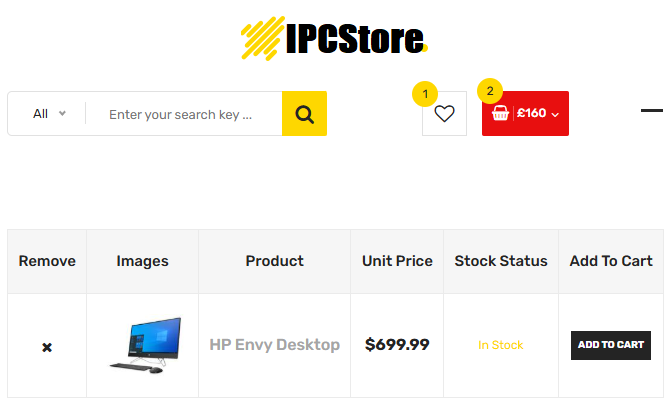 IPCStore
1
2
All
Enter your search key ...
£160
Remove
Images
Product
Unit Price
Stock Status
Add To Cart
HP Envy Desktop
$699.99
In Stock
ADD TO CART